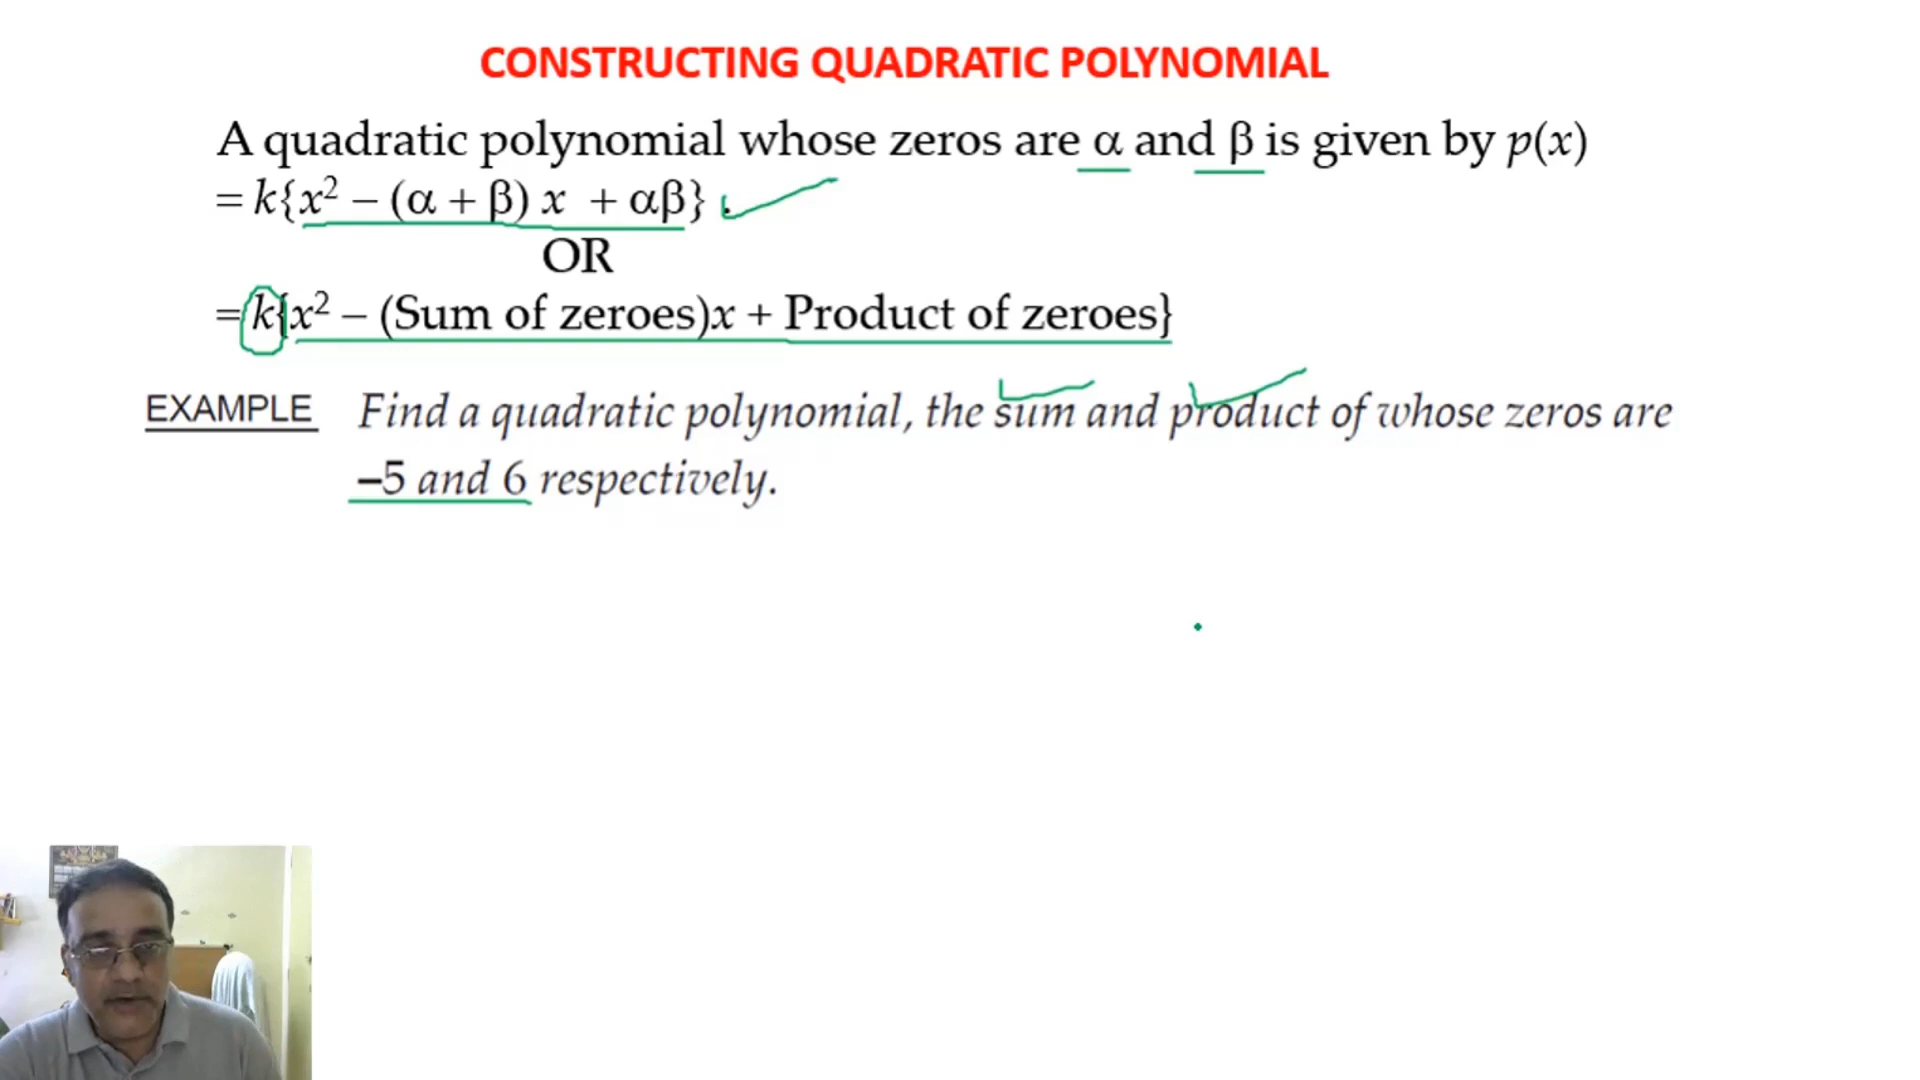 CONSTRUCTING QUADRATIC POLYNOMIAL
A quadratic polynomial whose zeros are α and β is given by p(x)
= k{x² – (α + β) x + αβ} .
OR
= k{x² – (Sum of zeroes)x + Product of zeroes}
EXAMPLE Find a quadratic polynomial, the sum and product of whose zeros are
–5 and 6 respectively.